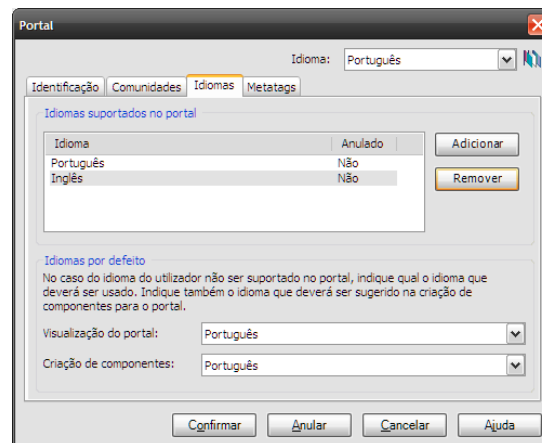 Portal
Idioma: Português
Identificação Comunidades Idiomas Metatags
Idiomas suportados no portal
Idioma Anulado
Português Não
Inglês Não
Adicionar
Remover
Idiomas por defeito
No caso do idioma do utilizador não ser suportado no portal, indique qual o idioma que
deverá ser usado. Indique também o idioma que deverá ser sugerido na criação de
componentes para o portal.
Visualização do portal: Português
Criação de componentes: Português
Confirmar Anular Cancelar Ajuda